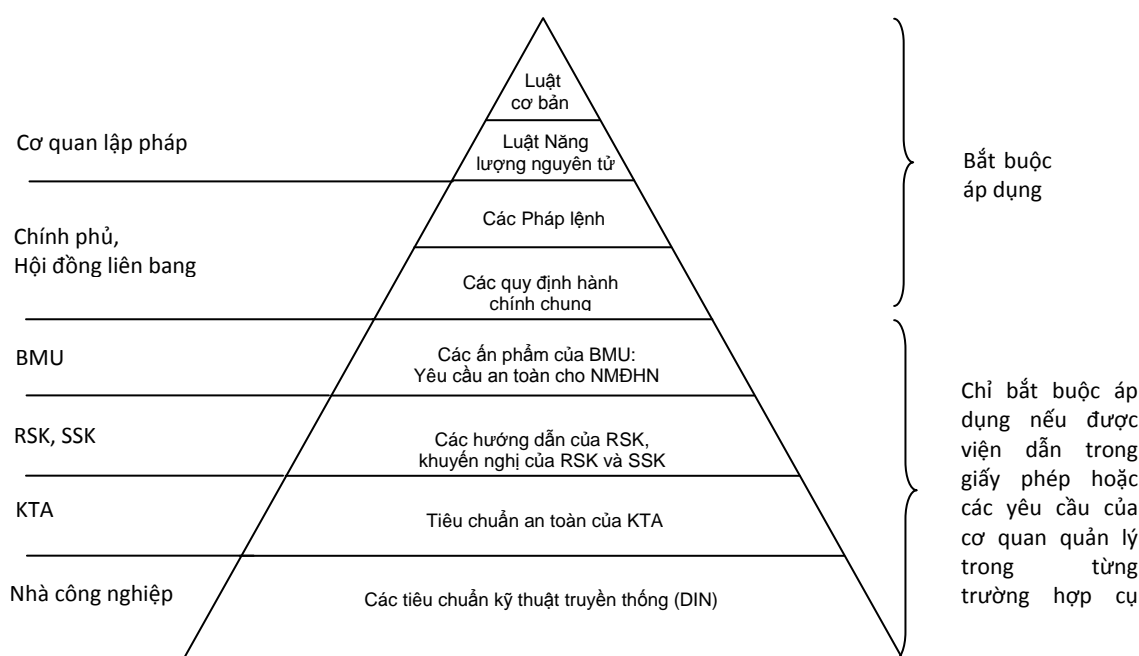 Luật
cơ bản
Cơ quan lập pháp
Luật Năng
lượng nguyên tử
Bắt buộc
áp dụng
Chính phủ,
Hội đồng liên bang
Các Pháp lệnh
Các quy định hành
chính chung
BMU
Các ấn phẩm của BMU:
Yêu cầu an toàn cho NMĐHN
RSK, SSK
Các hướng dẫn của RSK,
khuyến nghị của RSK và SSK
KTA
Tiêu chuẩn an toàn của KTA
Nhà công nghiệp
Các tiêu chuẩn kỹ thuật truyền thống (DIN)
Chỉ bắt buộc áp
dụng nếu được
viện dẫn trong
giấy phép hoặc
các yêu cầu của
cơ quan quản lý
trong từng
trường hợp cụ